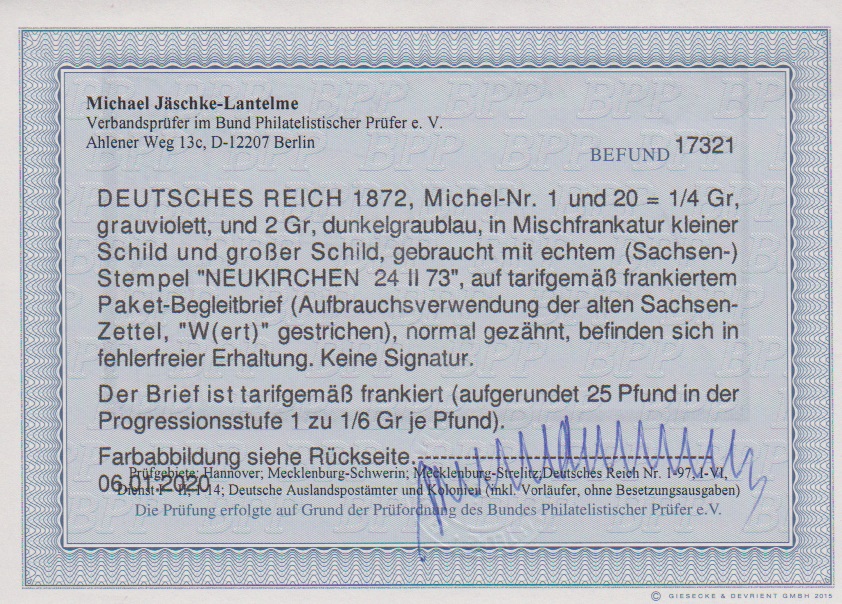 Michael Jäschke-Lantelme
Verbandsprüfer im Bund Philatelistischer Prüfer e. V.
Ahlener Weg 13c, D-12207 Berlin
BEFUND 17321
DEUTSCHES REICH 1872, Michel-Nr. 1 und 20 = 1/4 Gr,
grauviolett, und 2 Gr, dunkelgraublau, in Mischfrankatur kleiner
Schild und großer Schild, gebraucht mit echtem (Sachsen-)
Stempel "NEUKIRCHEN 24 II 73", auf tarifgemäß frankiertem
Paket-Begleitbrief (Aufbrauchsverwendung der alten Sachsen-
Zettel, "W(ert)" gestrichen), normal gezähnt, befinden sich in
fehlerfreier Erhaltung. Keine Signatur.
Der Brief ist tarifgemäß frankiert (aufgerundet 25 Pfund in der
Progressionsstufe 1 zu 1/6 Gr je Pfund).
Farbabbildung siehe Rückseite.
Prüfgebiete: Hannover; Mecklenburg-Schwerin; Mecklenburg-Strelitz;Deutsches Reich Nr. 1-97, I-VI,
06.01.2020
Dienst I - II, 1-14; Deutsche Auslandspostämter und Kolonien (inkl. Vorläufer, ohne Besetzungsausgaben)
Die Prüfung erfolgte auf Grund der Prüfordnung des Bundes Philatelistischer Prüfer e.V.
© GIESECKE & DEVRIENT GMBH 2015